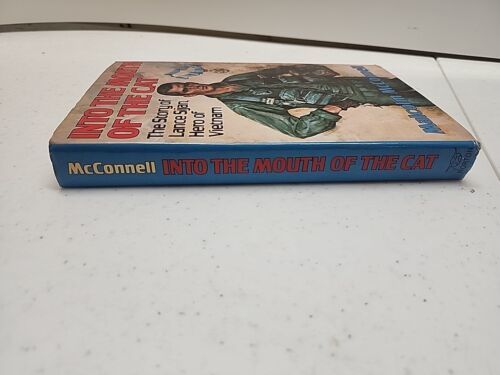 INTO THE MOUTH
OF THE CAT
The Story of
Lance Sijan,
Hero of
Vietnam
McConnell INTO THE MOUTH OF THE CAT NORTON